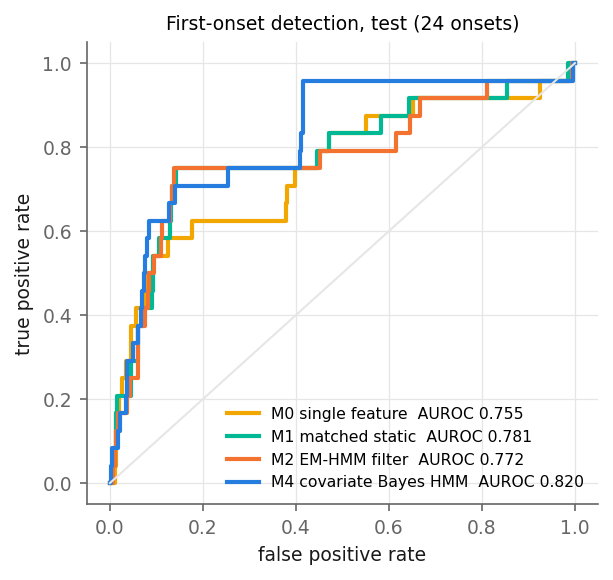 First-onset detection, test (24 onsets)
true positive rate
1.0
0.8
0.6
0.4
0.2
0.0
M0 single feature AUROC 0.755
M1 matched static AUROC 0.781
M2 EM-HMM filter AUROC 0.772
M4 covariate Bayes HMM AUROC 0.820
0.0 0.2 0.4 0.6 0.8 1.0
false positive rate